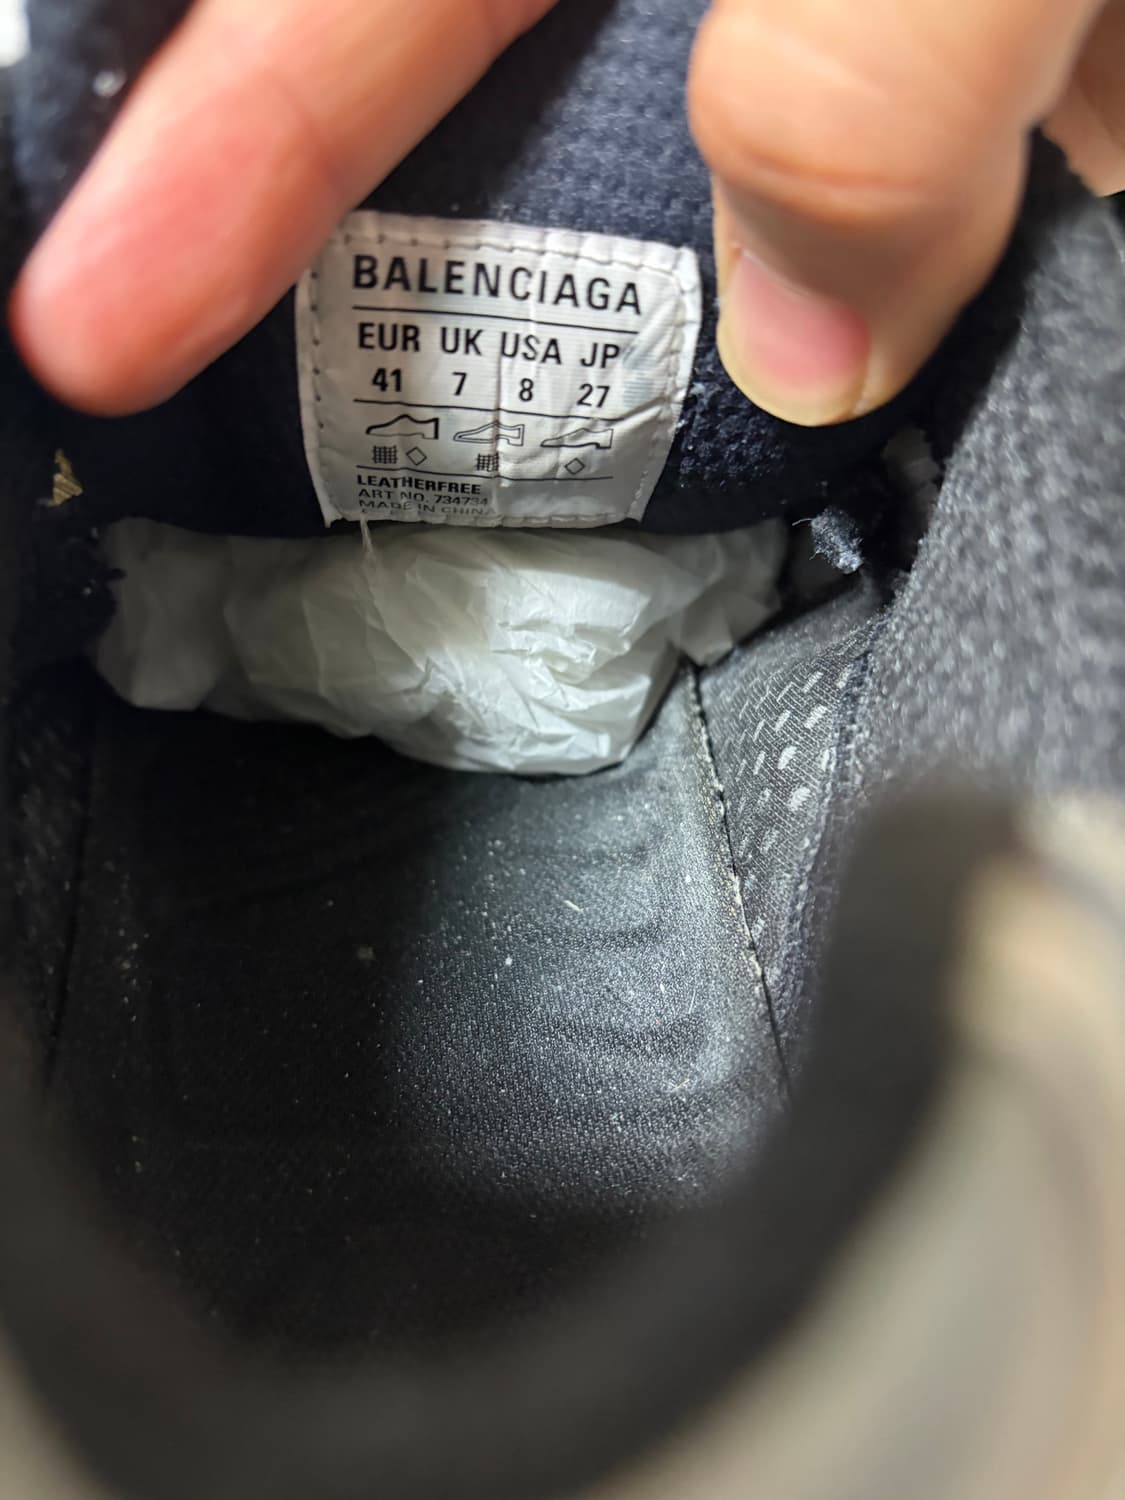 BALENCIAGA
EUR UK USA JP
41 7 8 27
LEATHERFREE
ART NO. 734734
MADE IN CHINA